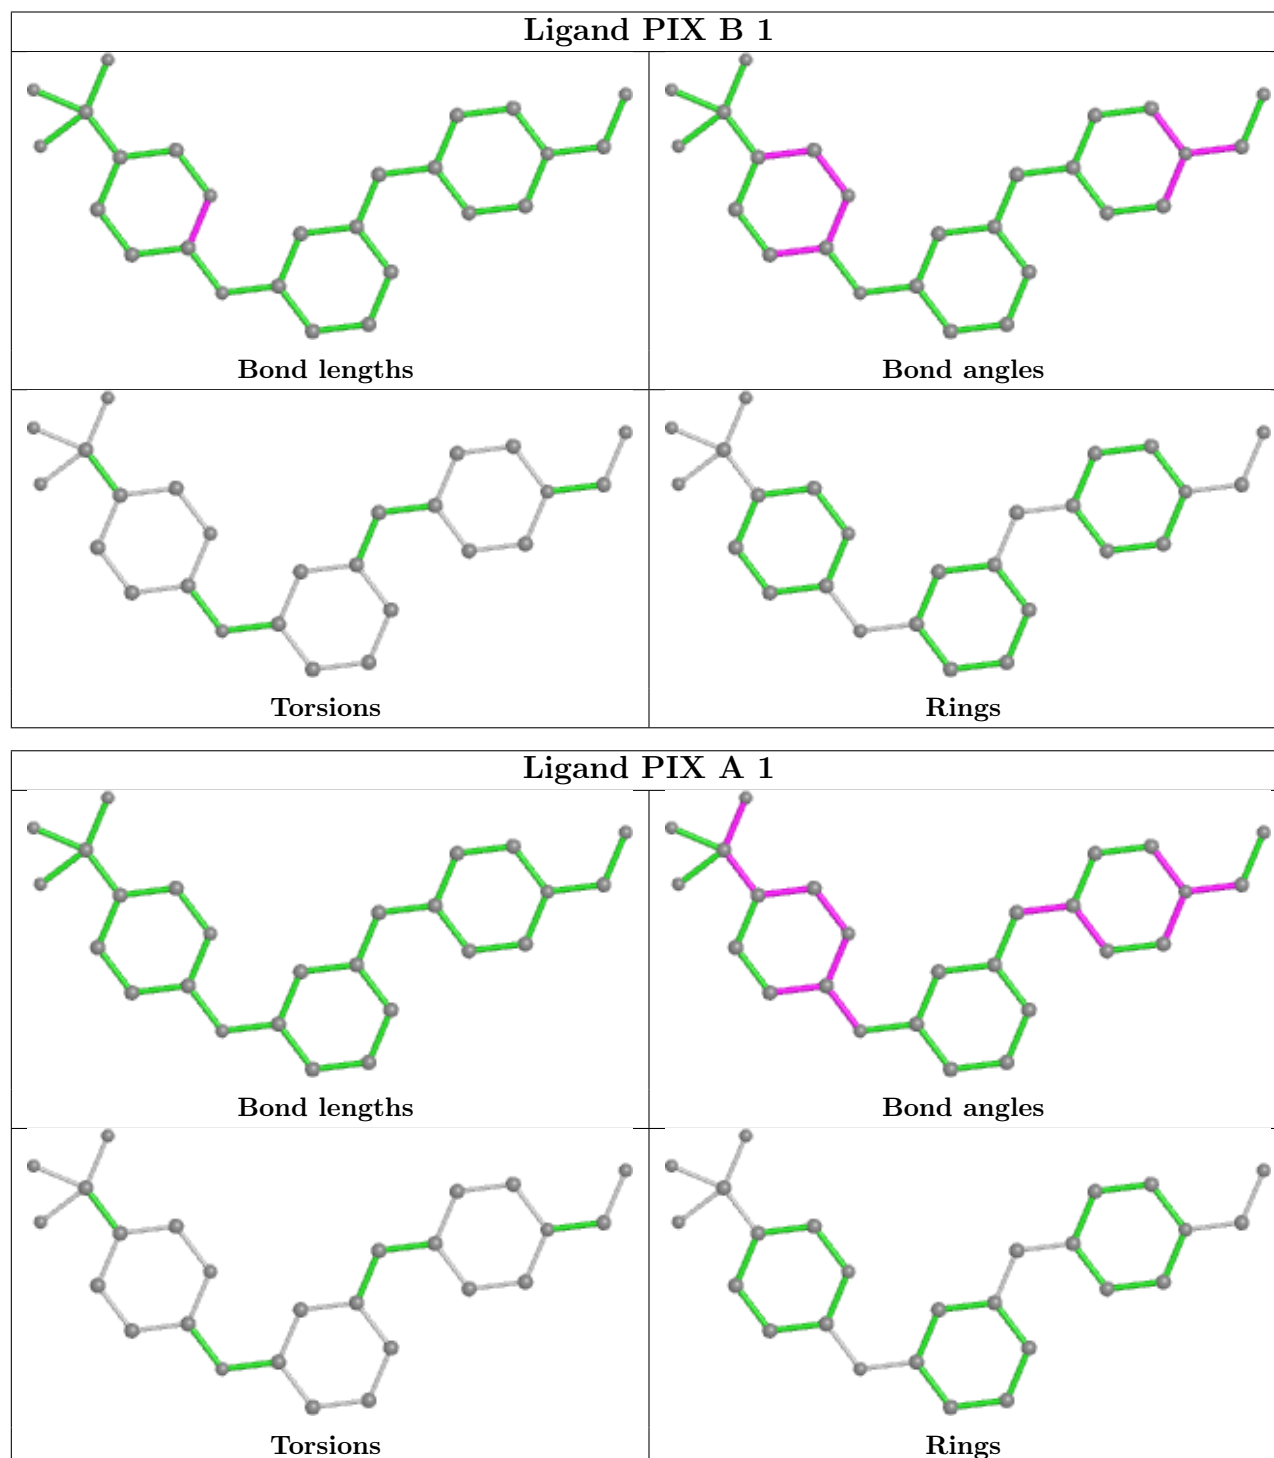 Ligand PIX B 1
Bond lengths
Bond angles
Torsions
Rings
Ligand PIX A 1
Bond lengths
Bond angles
Torsions
Rings